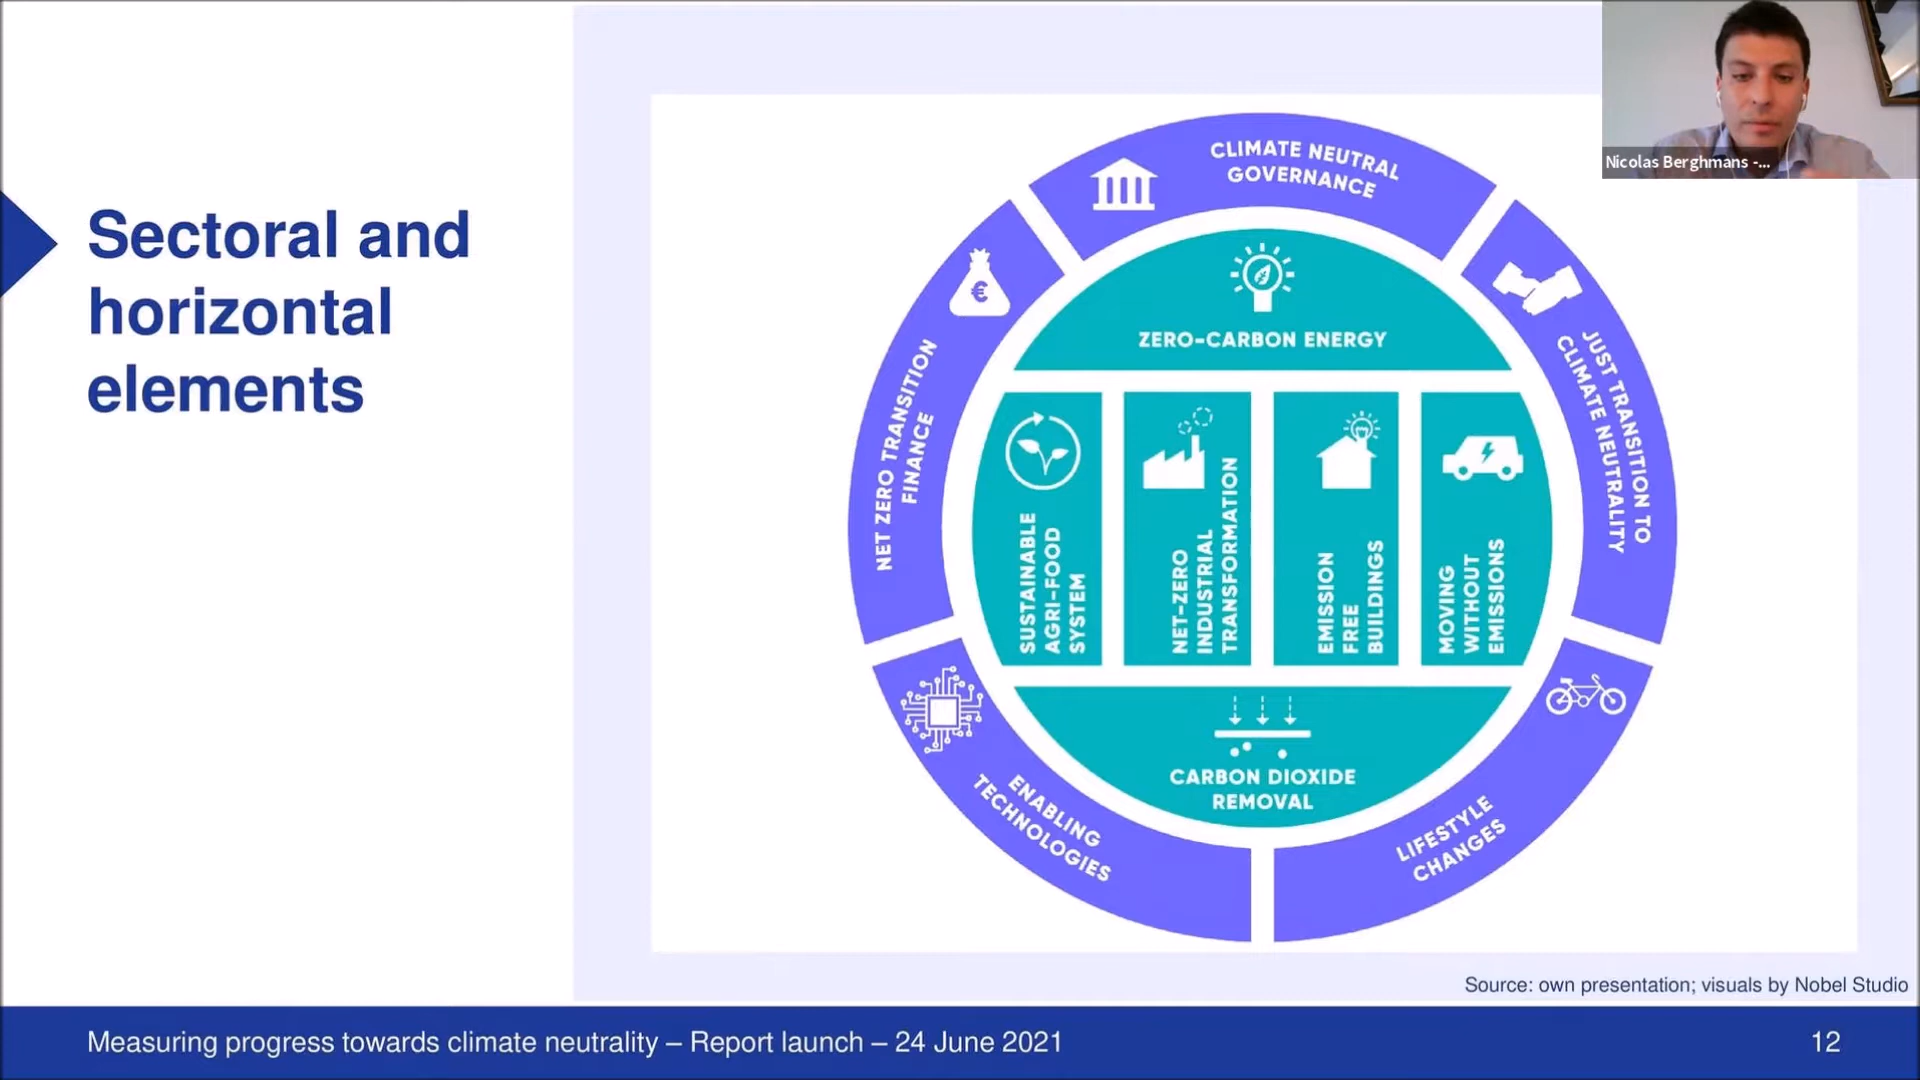 Sectoral and
horizontal
elements
CLIMATE NEUTRAL
GOVERNANCE
JUST TRANSITION TO
CLIMATE NEUTRALITY
LIFESTYLE
CHANGES
ENABLING
TECHNOLOGIES
NET ZERO TRANSITION
FINANCE
€
ZERO-CARBON ENERGY
SUSTAINABLE
AGRI-FOOD
SYSTEM
NET-ZERO
INDUSTRIAL
TRANSFORMATION
EMISSION
FREE
BUILDINGS
MOVING
WITHOUT
EMISSIONS
CARBON DIOXIDE
REMOVAL
Nicolas Berghmans -...
Source: own presentation; visuals by Nobel Studio
Measuring progress towards climate neutrality – Report launch – 24 June 2021
12